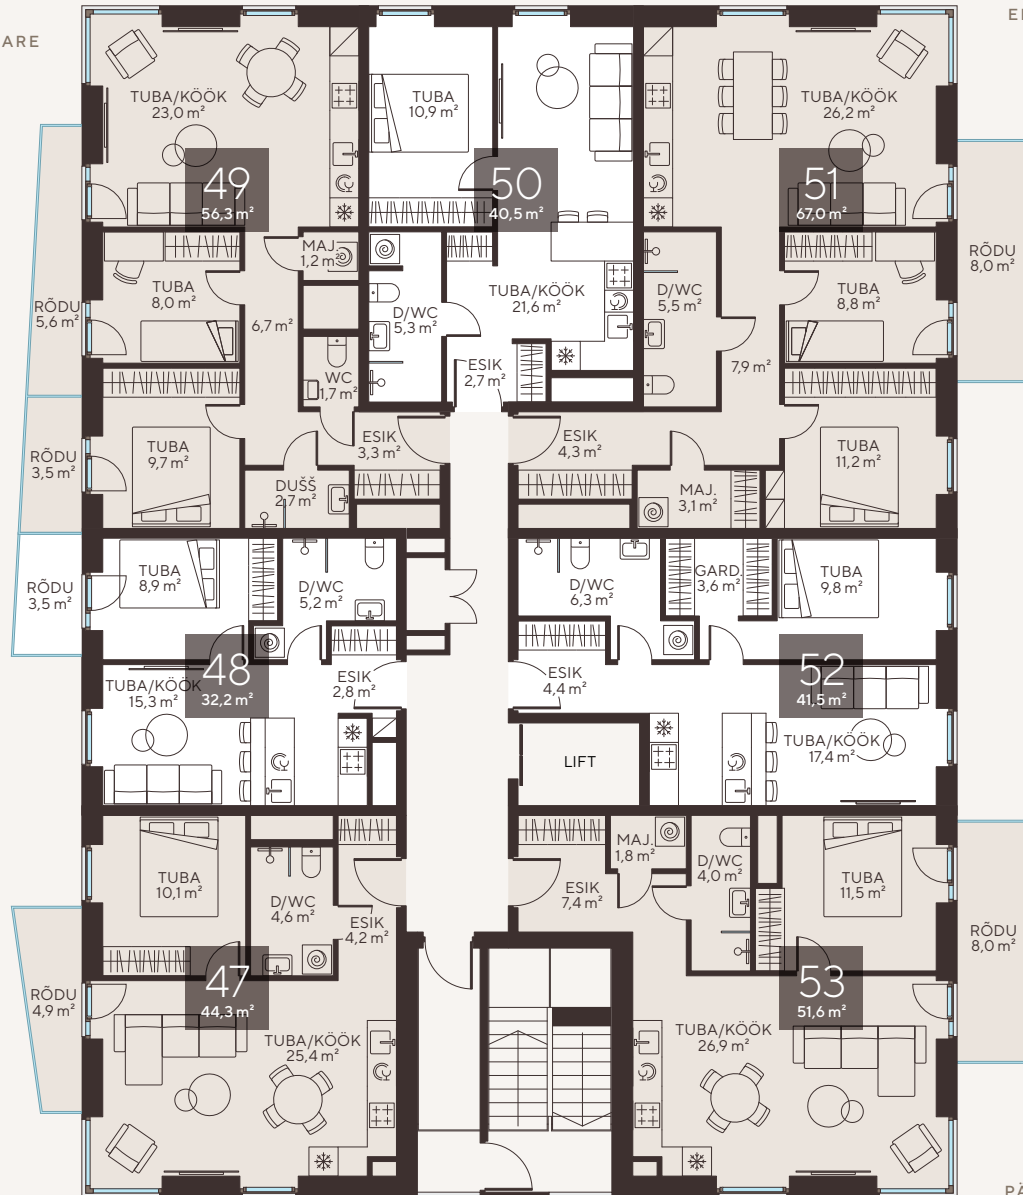 ARE
TUBA/KÖÖK
23,0 m²
49
56,3 m²
MAJ.
1,2 m²
TUBA
8,0 m²
6,7 m²
WC
1,7 m²
TUBA
9,7 m²
DUŠŠ
2,7 m²
ESIK
3,3 m²
RÕDU
5,6 m²
RÕDU
3,5 m²
TUBA
10,9 m²
50
40,5 m²
D/WC
5,3 m²
TUBA/KÖÖK
21,6 m²
ESIK
2,7 m²
TUBA/KÖÖK
26,2 m²
51
67,0 m²
D/WC
5,5 m²
TUBA
8,8 m²
7,9 m²
ESIK
4,3 m²
MAJ.
3,1 m²
TUBA
11,2 m²
RÕDU
8,0 m²
RÕDU
3,5 m²
TUBA
8,9 m²
D/WC
5,2 m²
48
32,2 m²
TUBA/KÖÖK
15,3 m²
ESIK
2,8 m²
D/WC
6,3 m²
GARD.
3,6 m²
TUBA
9,8 m²
ESIK
4,4 m²
52
41,5 m²
TUBA/KÖÖK
17,4 m²
LIFT
TUBA
10,1 m²
D/WC
4,6 m²
ESIK
4,2 m²
47
44,3 m²
TUBA/KÖÖK
25,4 m²
RÕDU
4,9 m²
ESIK
7,4 m²
MAJ.
1,8 m²
D/WC
4,0 m²
TUBA
11,5 m²
53
51,6 m²
TUBA/KÖÖK
26,9 m²
RÕDU
8,0 m²